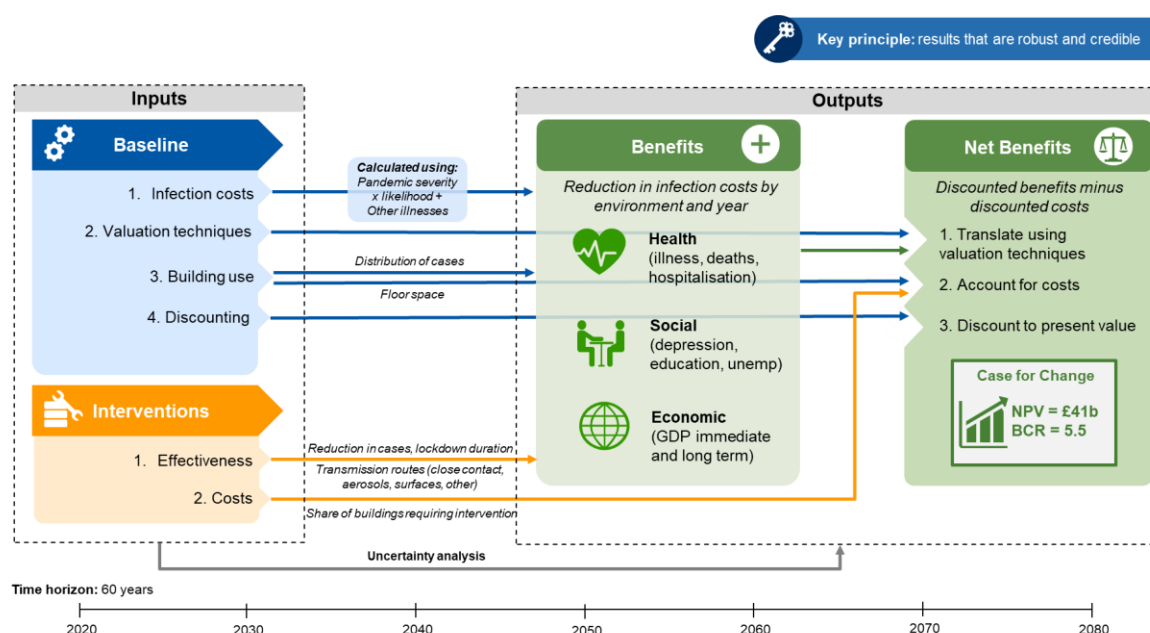 Key principle: results that are robust and credible
Inputs
Outputs
Baseline
1. Infection costs
2. Valuation techniques
3. Building use
4. Discounting
Calculated using:
Pandemic severity
x likelihood +
Other illnesses
Distribution of cases
Floor space
Interventions
1. Effectiveness
2. Costs
Reduction in cases, lockdown duration
Transmission routes (close contact,
aerosols, surfaces, other)
Share of buildings requiring intervention
Benefits
Reduction in infection costs by
environment and year
Health
(illness, deaths,
hospitalisation)
Social
(depression,
education, unemp)
Economic
(GDP immediate
and long term)
Net Benefits
Discounted benefits minus
discounted costs
1. Translate using
valuation techniques
2. Account for costs
3. Discount to present value
Case for Change
NPV = £41b
BCR = 5.5
Uncertainty analysis
Time horizon: 60 years
2020 2030 2040 2050 2060 2070 2080